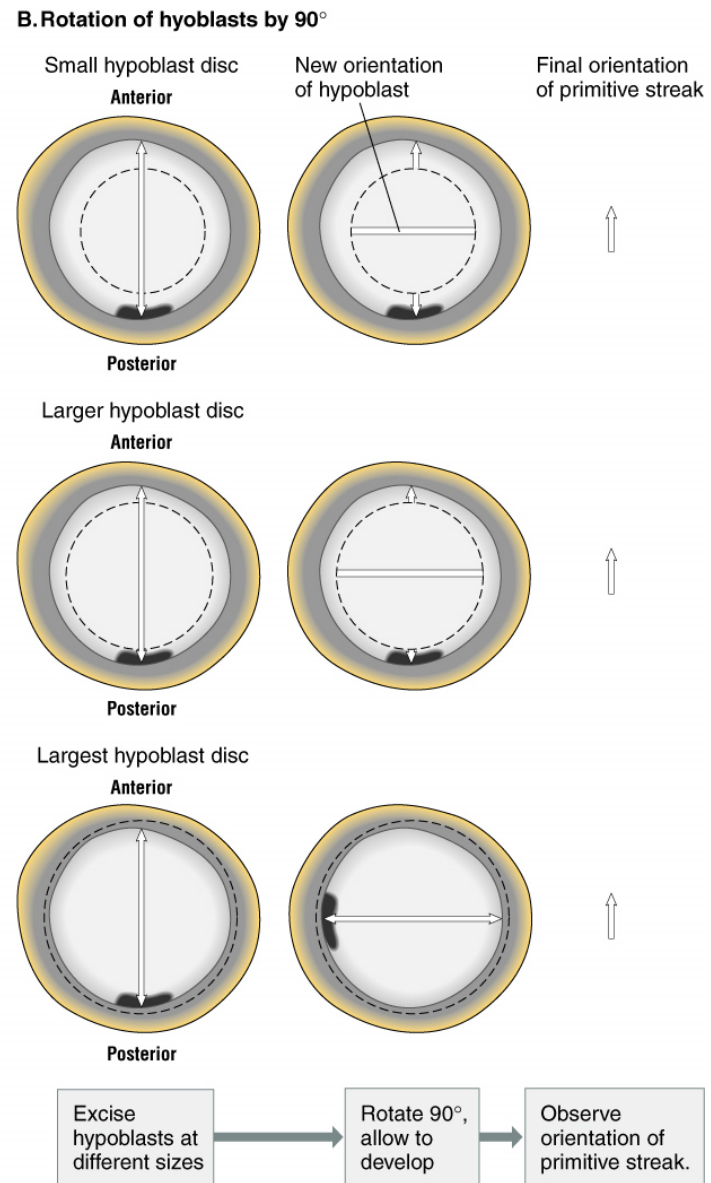 B. Rotation of hyoblasts by 90°
Small hypoblast disc
Anterior
New orientation
of hypoblast
Final orientation
of primitive streak
Posterior
Larger hypoblast disc
Anterior
Posterior
Largest hypoblast disc
Anterior
Posterior
Excise
hypoblasts at
different sizes
Rotate 90°,
allow to
develop
Observe
orientation of
primitive streak.